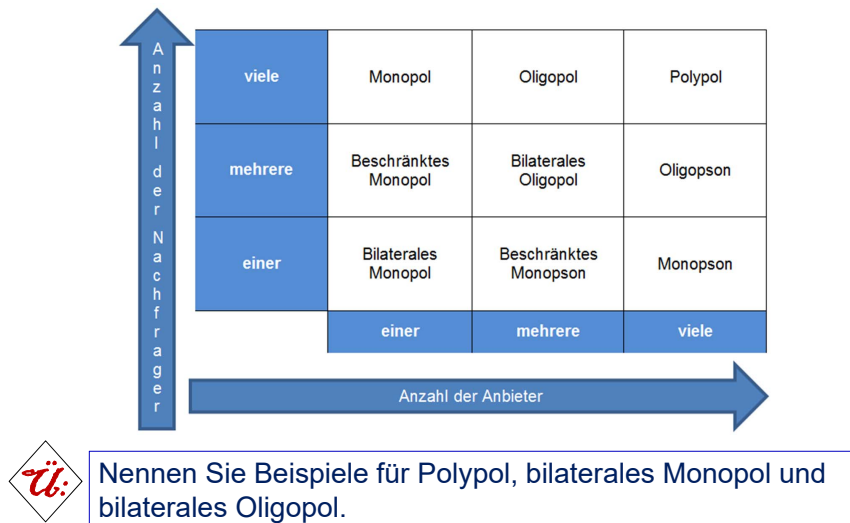 Anzahl der Nachfrager
viele
Monopol
Oligopol
Polypol
mehrere
Beschränktes
Monopol
Bilaterales
Oligopol
Oligopson
einer
Bilaterales
Monopol
Beschränktes
Monopson
Monopson
einer
mehrere
viele
Anzahl der Anbieter
Ü:
Nennen Sie Beispiele für Polypol, bilaterales Monopol und
bilaterales Oligopol.